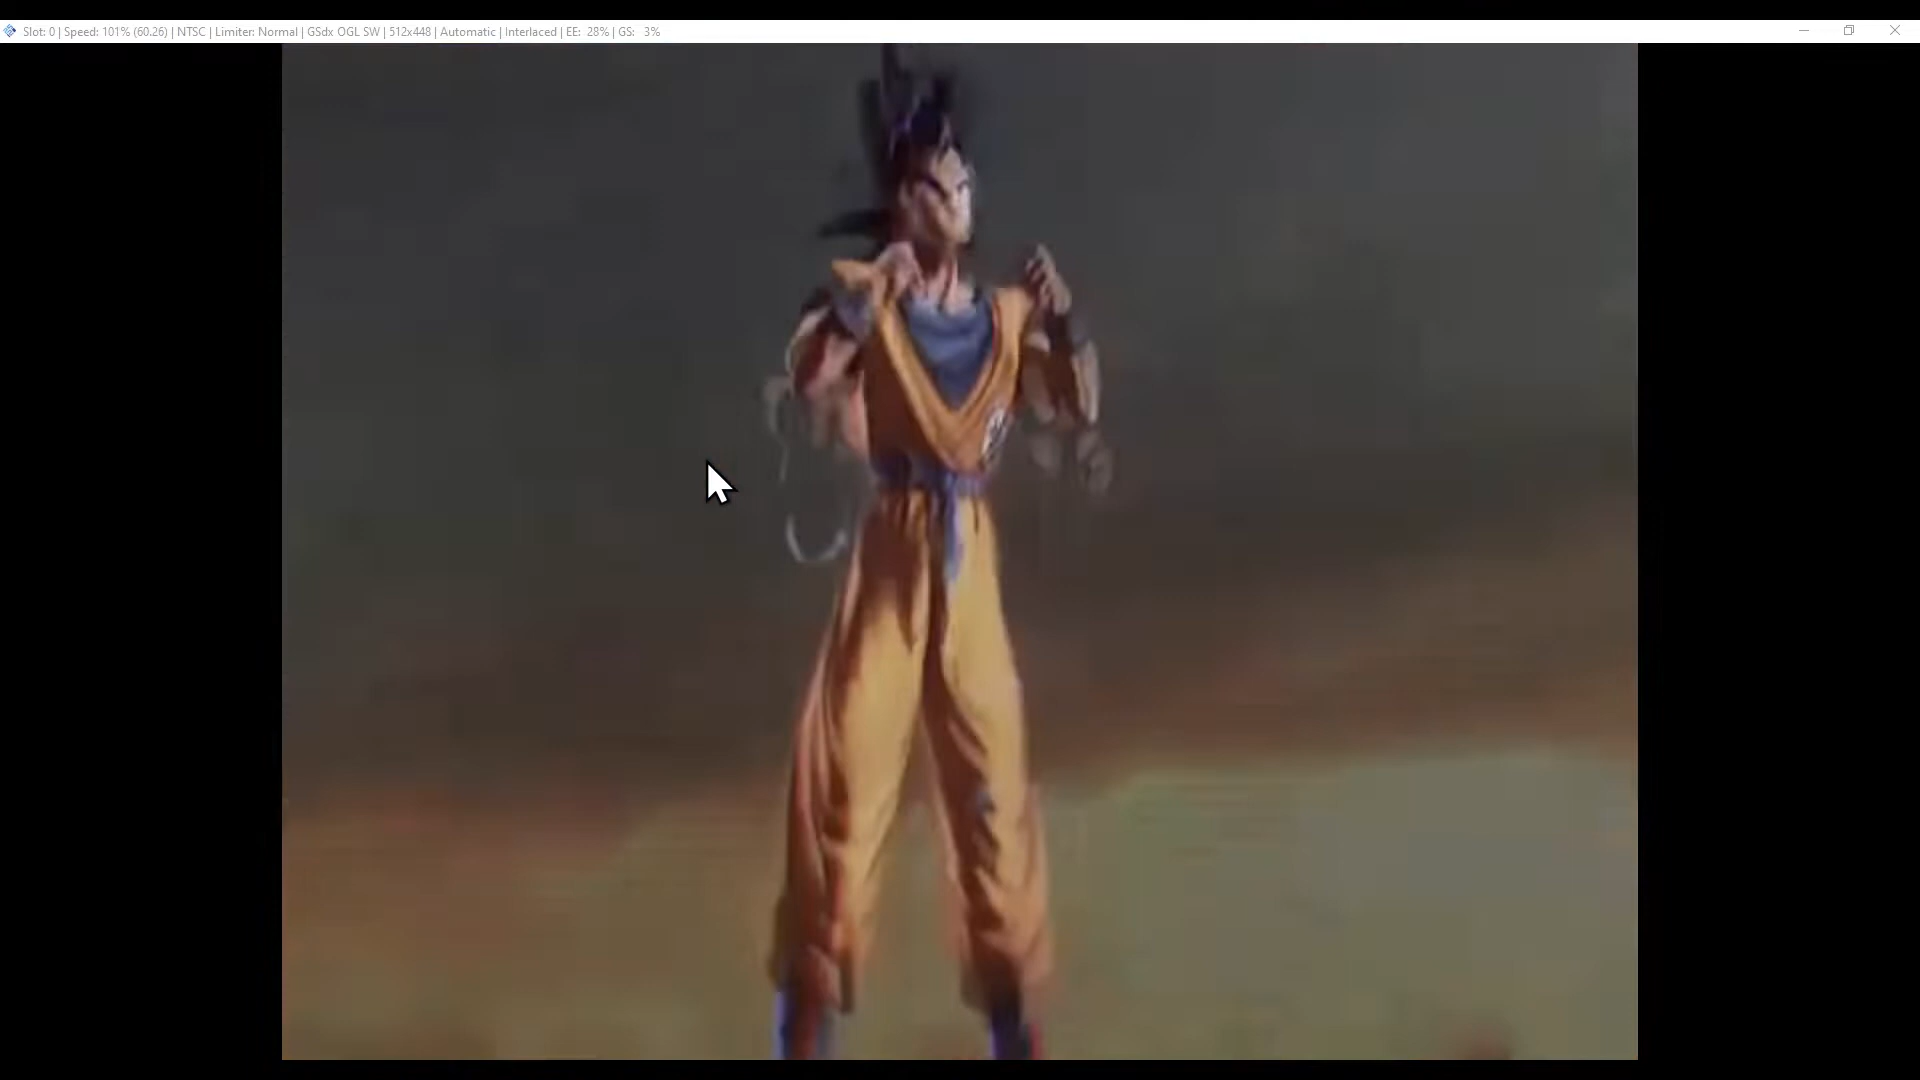 Slot: 0 | Speed: 101% (60.26) | NTSC | Limiter: Normal | GSdx OGL SW | 512x448 | Automatic | Interlaced | EE: 28% | GS: 3%